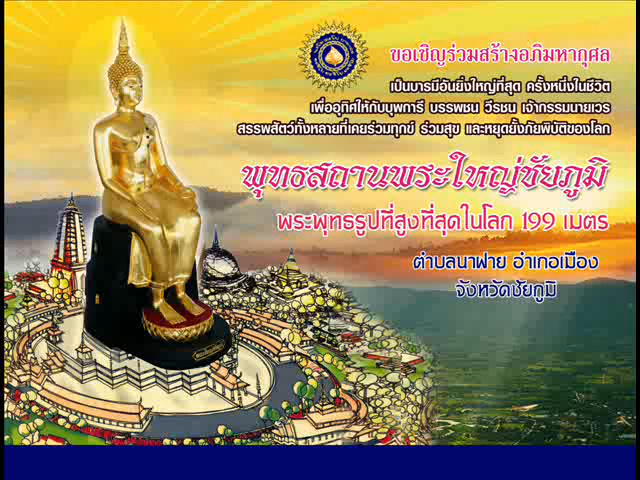 ขอเชิญร่วมสร้างอภิมหากุศล
เป็นบารมีอันยิ่งใหญ่ที่สุด ครั้งหนึ่งในชีวิต
เพื่ออุทิศให้กับบุพการี บรรพชน วีรชน เจ้ากรรมนายเวร
สรรพสัตว์ทั้งหลายที่เคยร่วมทุกข์ ร่วมสุข และหยุดยั้งภัยพิบัติของโลก
พุทธสถานพระใหญ่ชัยภูมิ
พระพุทธรูปที่สูงที่สุดในโลก 199 เมตร
ตำบลนาฝาย อำเภอเมือง
จังหวัดชัยภูมิ